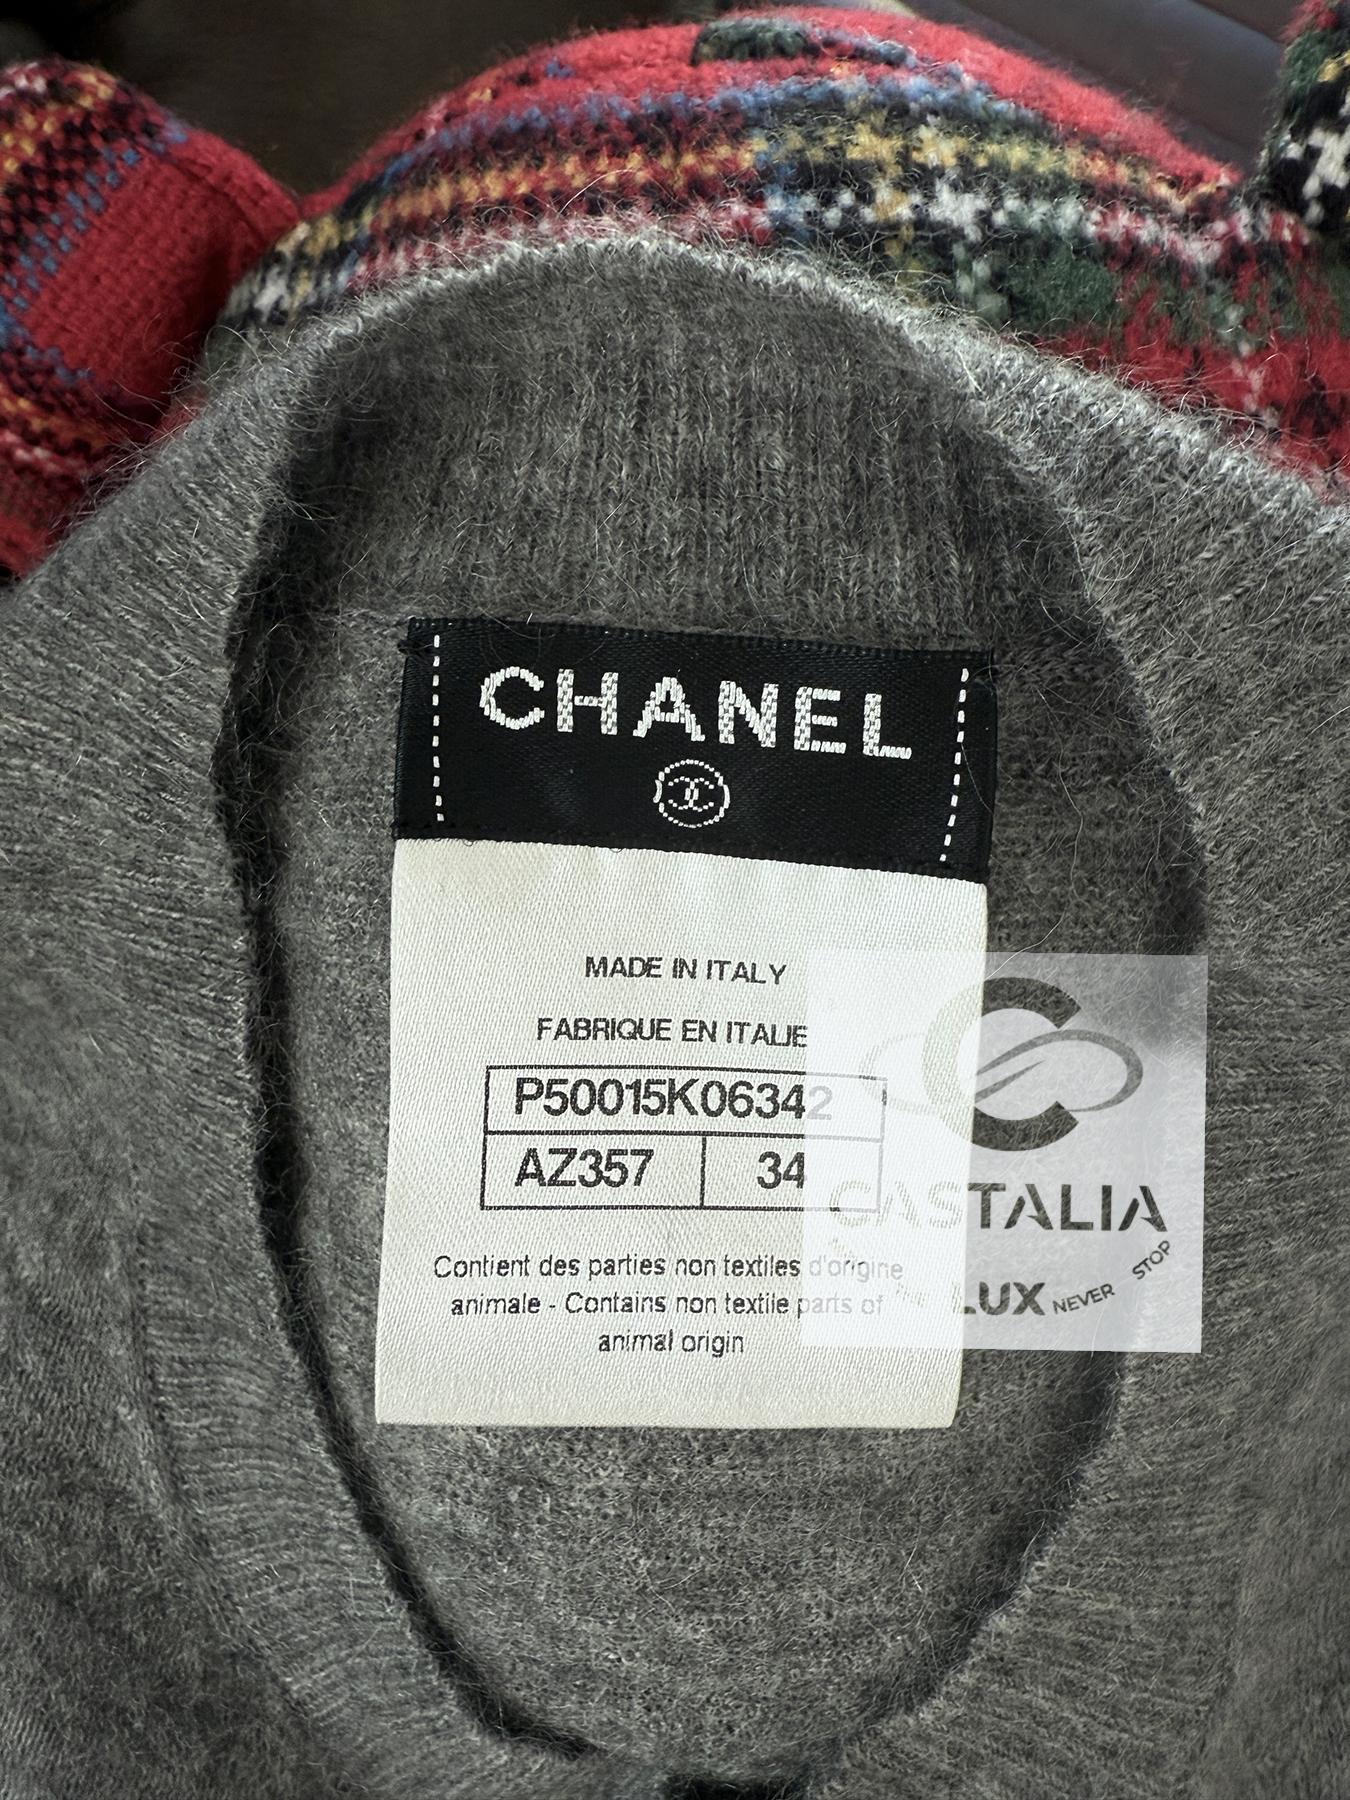 CHANEL
MADE IN ITALY
FABRIQUE EN ITALIE
P50015K06342
AZ357 34
Contient des parties non textiles d'origine
animale - Contains non textile parts of
animal origin
CASTALIA
LUX NEVER STOP